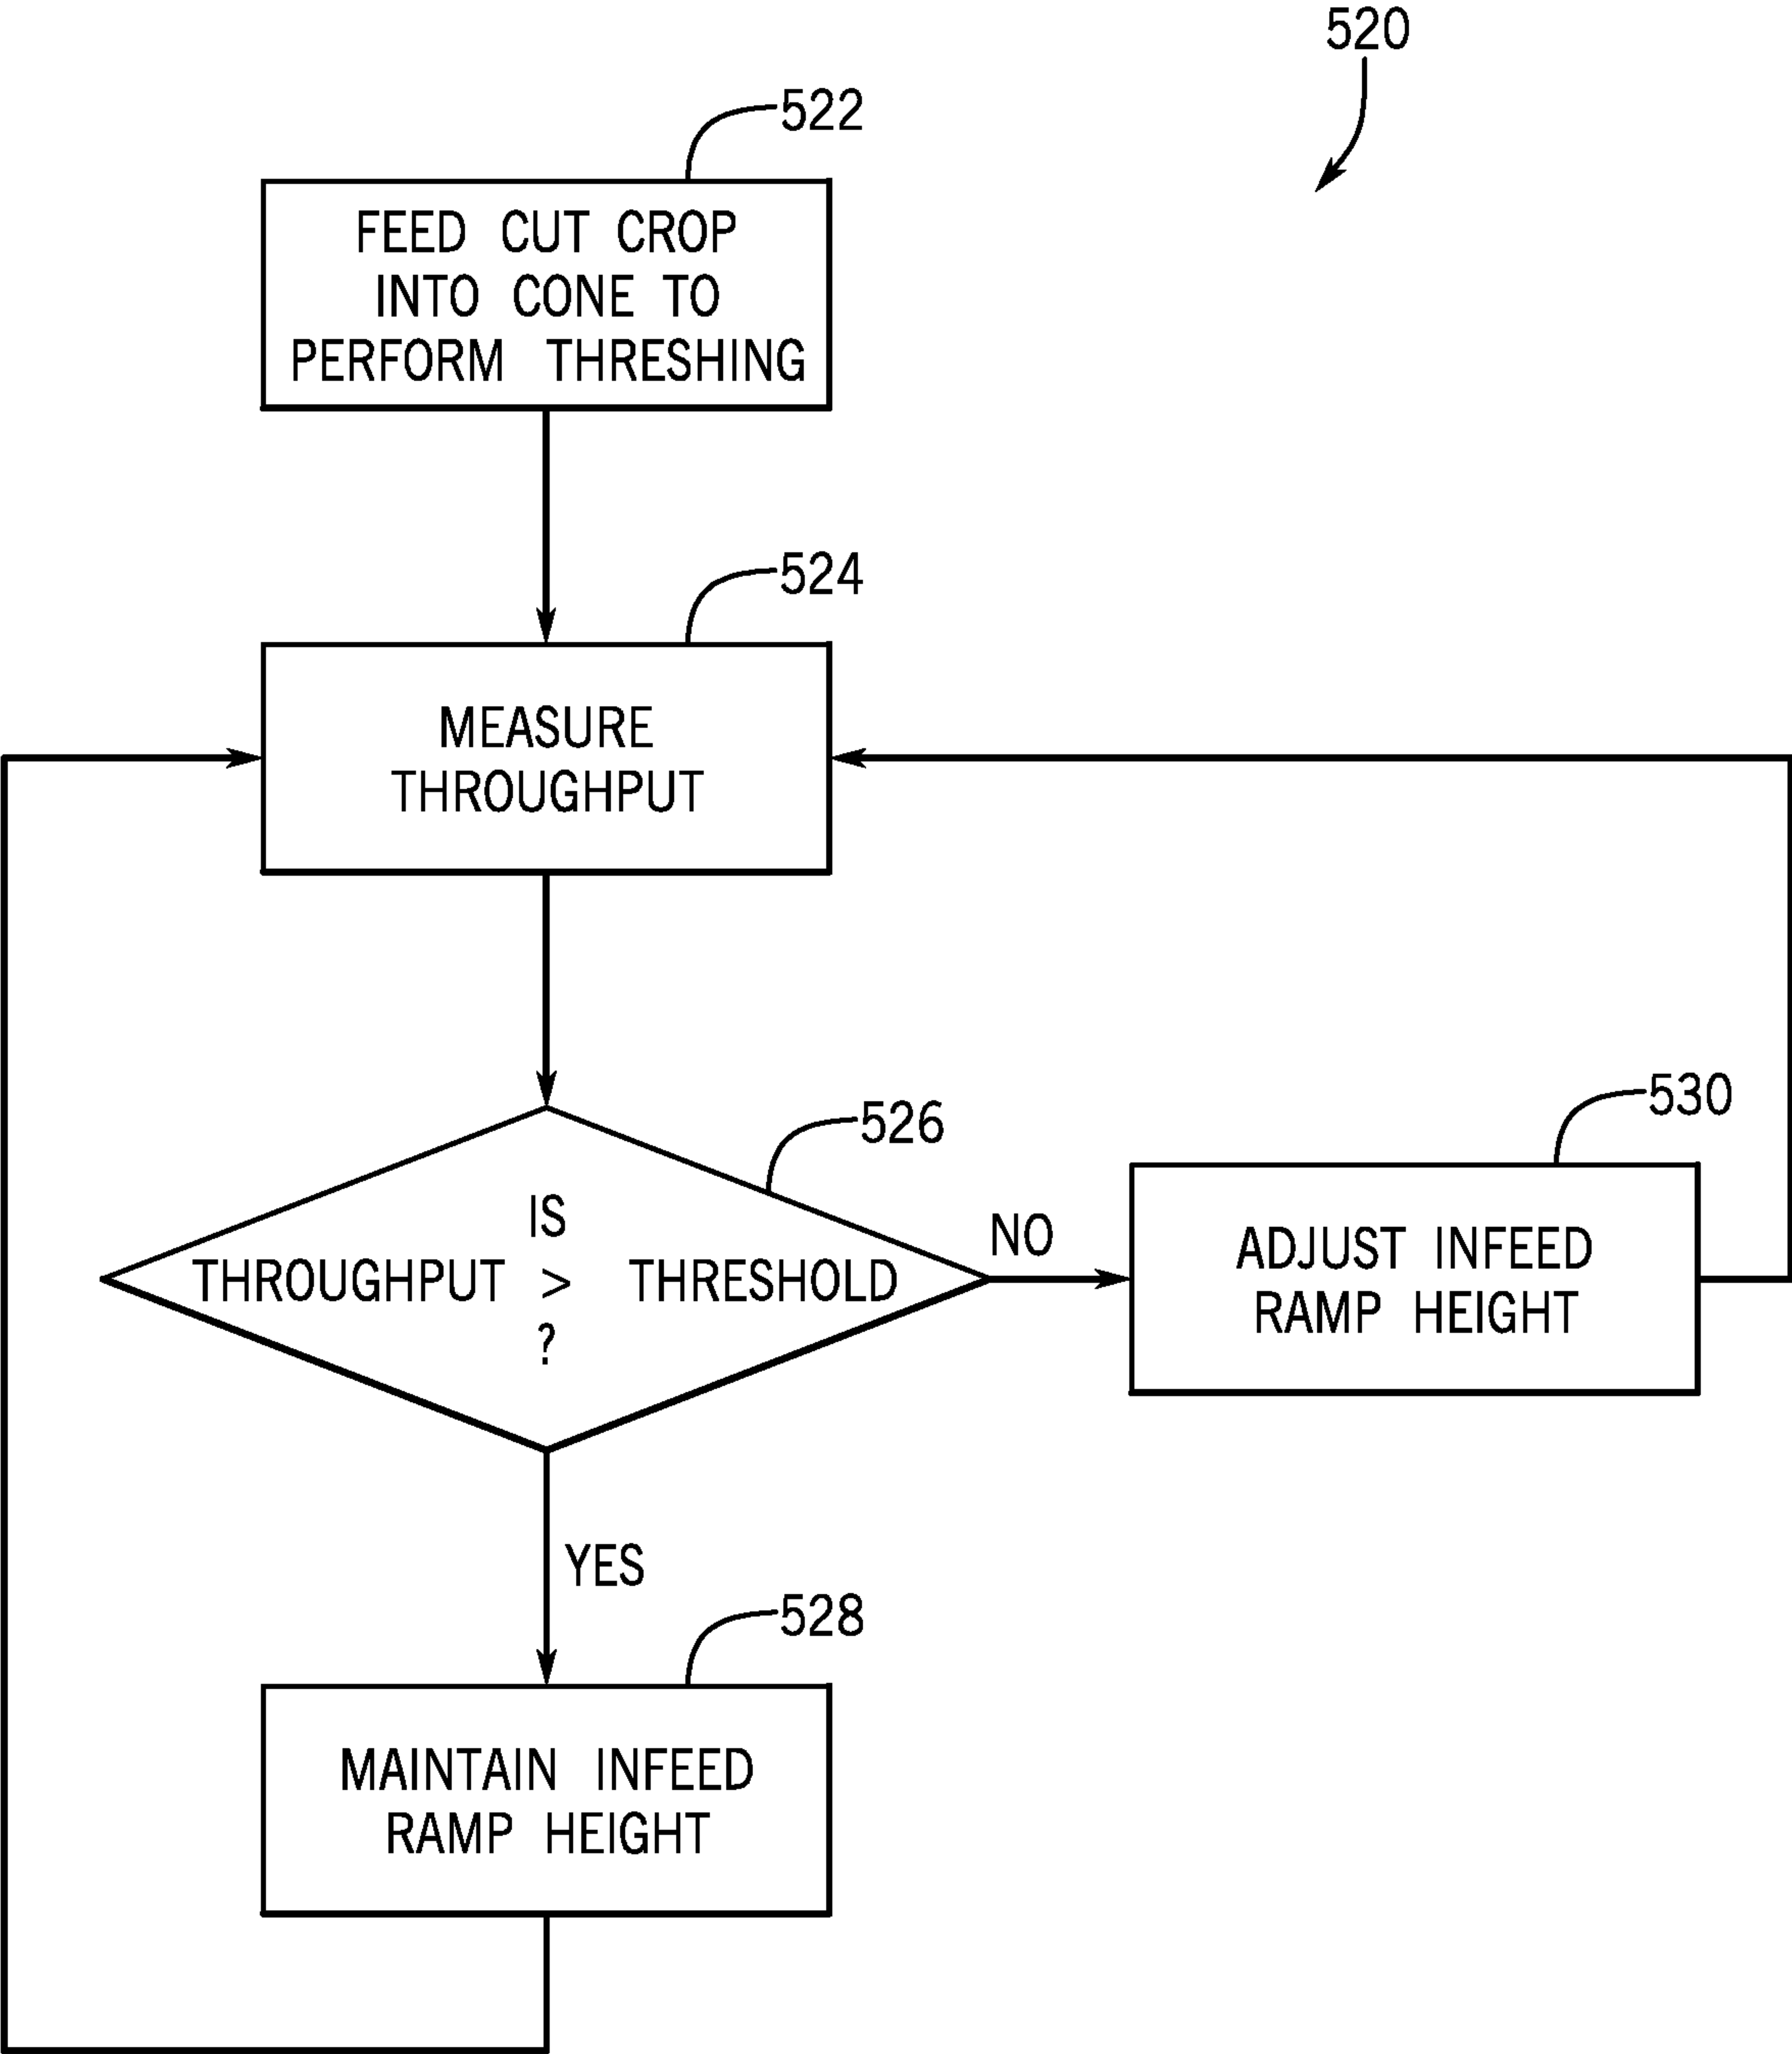 520
522
FEED CUT CROP
INTO CONE TO
PERFORM THRESHING
524
MEASURE
THROUGHPUT
526
IS
THROUGHPUT > THRESHOLD
?
NO
530
ADJUST INFEED
RAMP HEIGHT
YES
528
MAINTAIN INFEED
RAMP HEIGHT